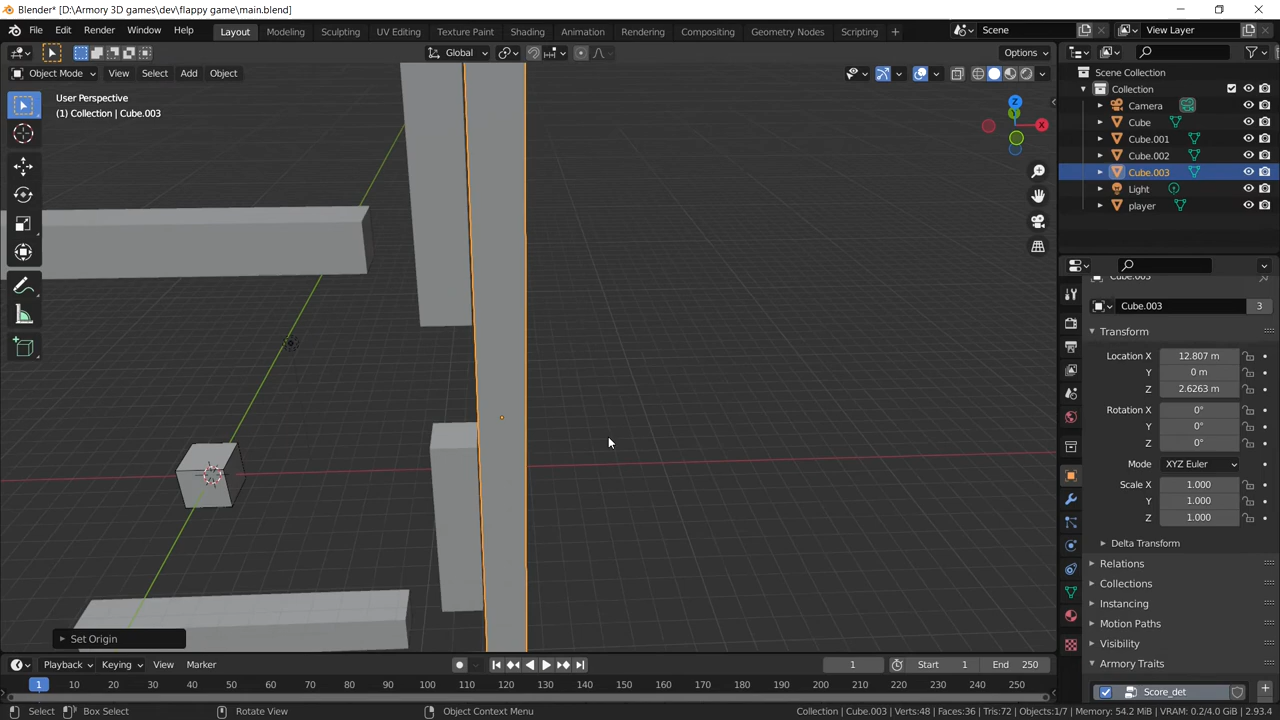 Blender* [D:\Armory 3D games\dev\flappy game\main.blend]
File Edit Render Window Help Layout Modeling Sculpting UV Editing Texture Paint Shading Animation Rendering Compositing Geometry Nodes Scripting + Scene View Layer
Global Options
Object Mode View Select Add Object
User Perspective
(1) Collection | Cube.003
Z
Y
X
Set Origin
Scene Collection
Collection
Camera
Cube
Cube.001
Cube.002
Cube.003
Light
player
Cube.003
Cube.003 3
Transform
Location X 12.807 m
Y 0 m
Z 2.6263 m
Rotation X 0°
Y 0°
Z 0°
Mode XYZ Euler
Scale X 1.000
Y 1.000
Z 1.000
Delta Transform
Relations
Collections
Instancing
Motion Paths
Visibility
Armory Traits
Score_det
Playback Keying View Marker 1 Start 1 End 250
1 10 20 30 40 50 60 70 80 90 100 110 120 130 140 150 160 170 180 190 200 210 220 230 240 250
Select Box Select Rotate View Object Context Menu Collection | Cube.003 | Verts:48 | Faces:36 | Tris:72 | Objects:1/7 | Memory: 54.2 MiB | VRAM: 0.2/4.0 GiB | 2.93.4